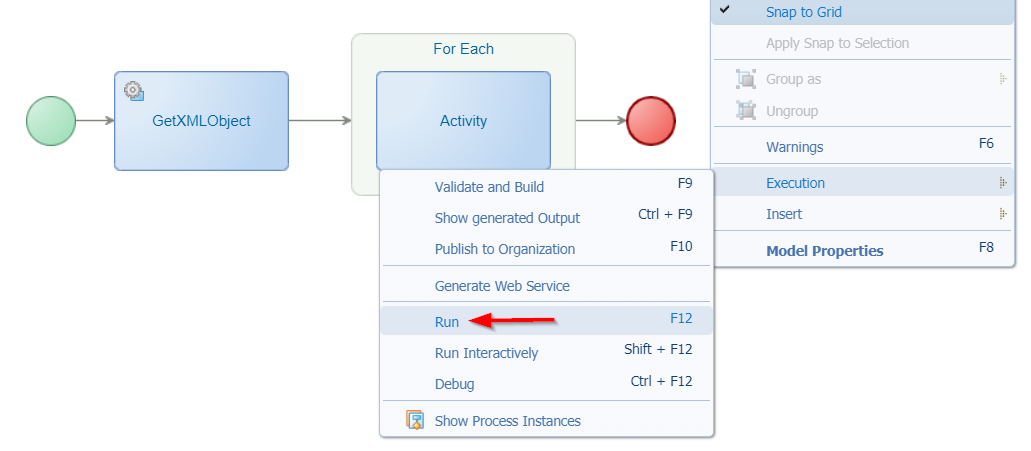 For Each
GetXMLObject
Activity
Snap to Grid
Apply Snap to Selection
Group as
Ungroup
Warnings F6
Execution
Insert
Model Properties F8
Validate and Build F9
Show generated Output Ctrl + F9
Publish to Organization F10
Generate Web Service
Run F12
Run Interactively Shift + F12
Debug Ctrl + F12
Show Process Instances